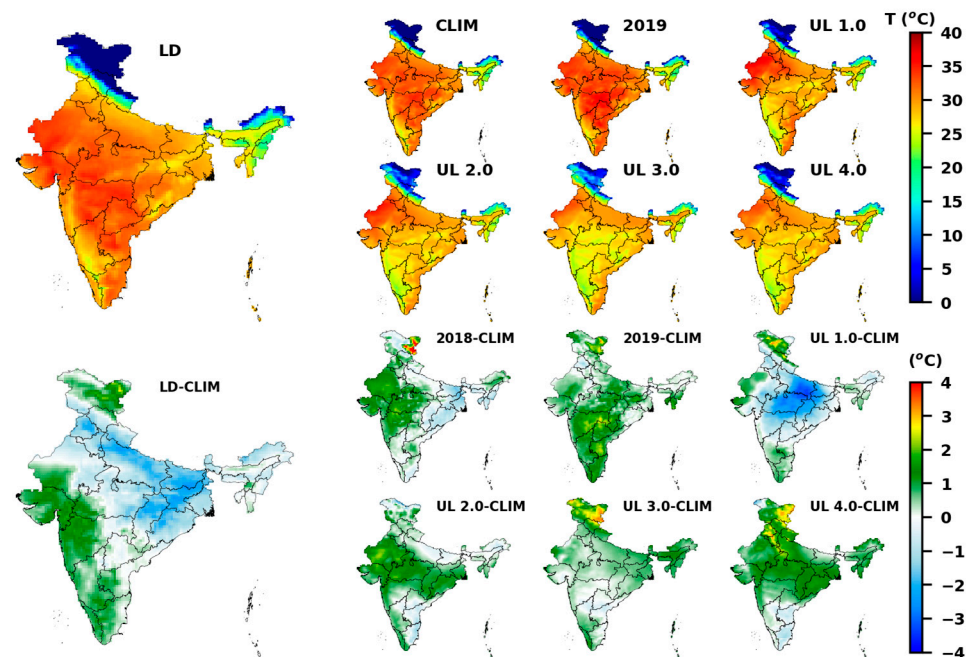 LD
CLIM
2019
UL 1.0
T (°C)
UL 2.0
UL 3.0
UL 4.0
40
35
30
25
20
15
10
5
0
LD-CLIM
2018-CLIM
2019-CLIM
UL 1.0-CLIM
(°C)
UL 2.0-CLIM
UL 3.0-CLIM
UL 4.0-CLIM
4
3
2
1
0
−1
−2
−3
−4